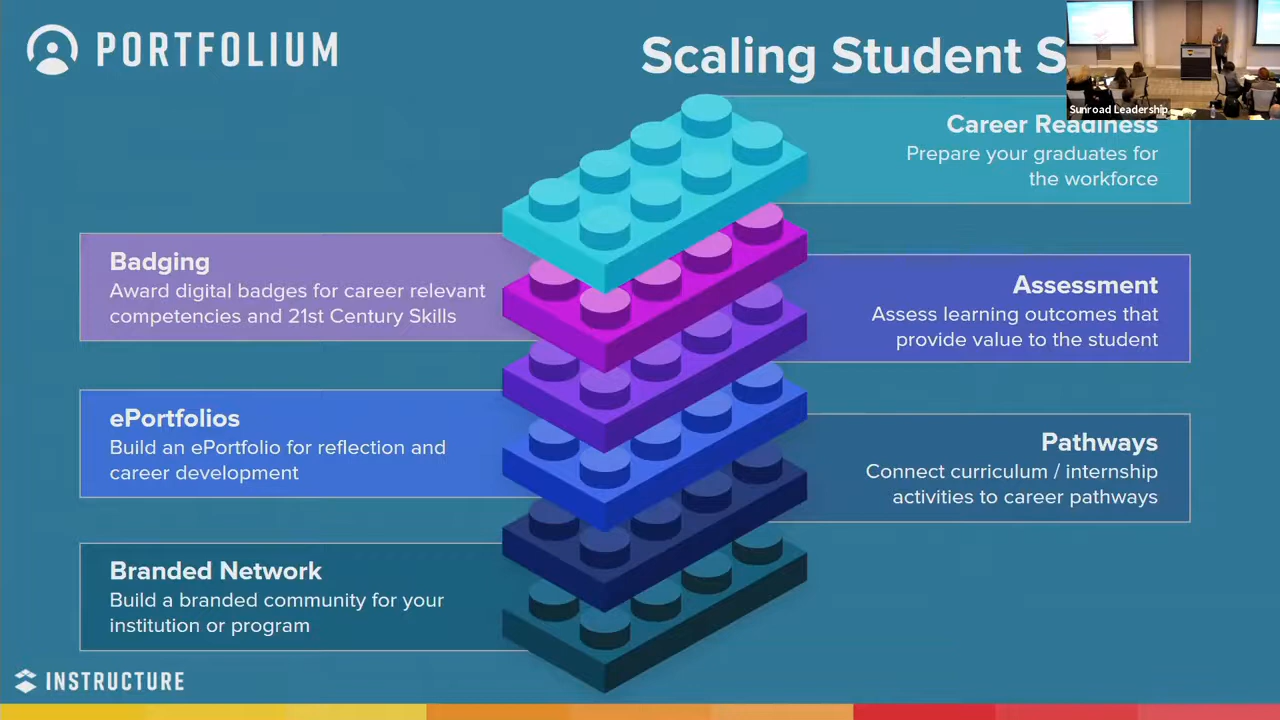 PORTFOLIUM
Scaling Student S
Sunroad Leadership
Career Readiness
Prepare your graduates for
the workforce
Badging
Award digital badges for career relevant
competencies and 21st Century Skills
Assessment
Assess learning outcomes that
provide value to the student
ePortfolios
Build an ePortfolio for reflection and
career development
Pathways
Connect curriculum / internship
activities to career pathways
Branded Network
Build a branded community for your
institution or program
INSTRUCTURE